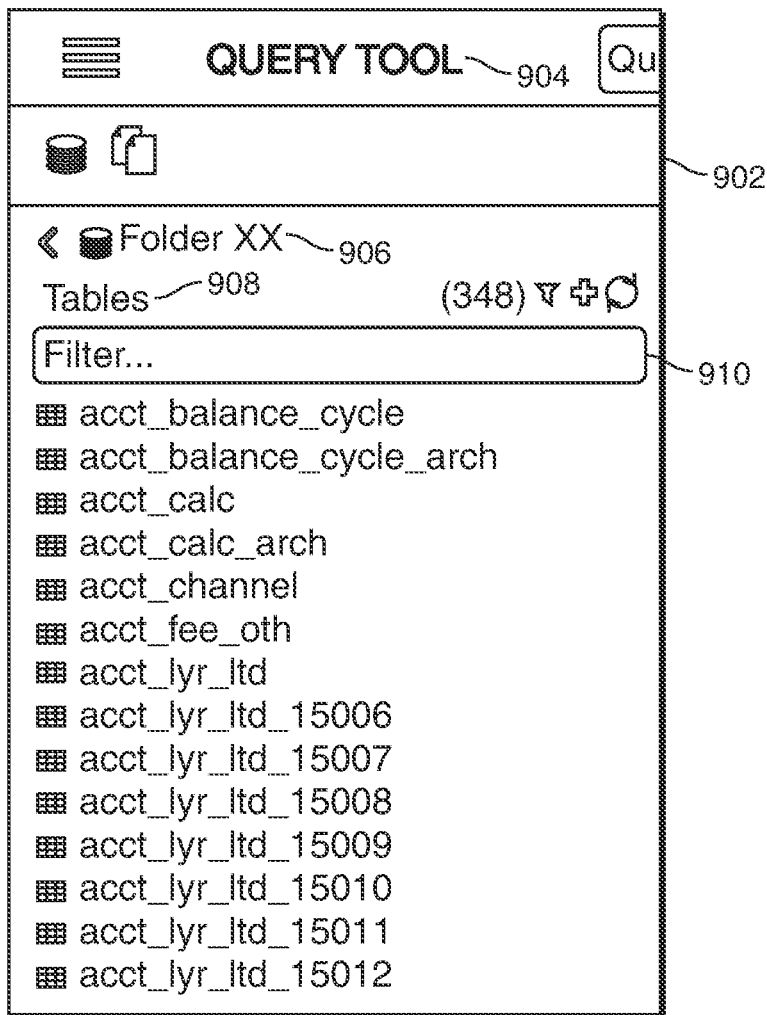 QUERY TOOL 904 Qu
902
Folder XX 906
Tables 908 (348)
Filter... 910
acct_balance_cycle
acct_balance_cycle_arch
acct_calc
acct_calc_arch
acct_channel
acct_fee_oth
acct_lyr_ltd
acct_lyr_ltd_15006
acct_lyr_ltd_15007
acct_lyr_ltd_15008
acct_lyr_ltd_15009
acct_lyr_ltd_15010
acct_lyr_ltd_15011
acct_lyr_ltd_15012